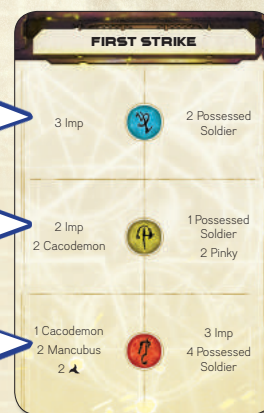 FIRST STRIKE
3 Imp
2 Possessed
Soldier
2 Imp
2 Cacodemon
1 Possessed
Soldier
2 Pinky
1 Cacodemon
2 Mancubus
2
3 Imp
4 Possessed
Soldier